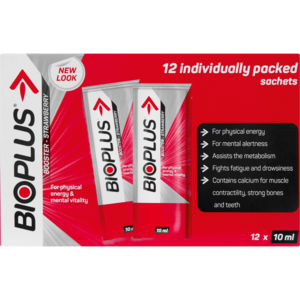 BIOPLUS®
BOOSTER - STRAWBERRY
NEW
LOOK
For physical
energy &
mental vitality
10 ml
10 ml
12 individually packed
sachets
For physical energy
For mental alertness
Assists the metabolism
Fights fatigue and drowsiness
Contains calcium for muscle
contractility, strong bones
and teeth
12 x 10 ml